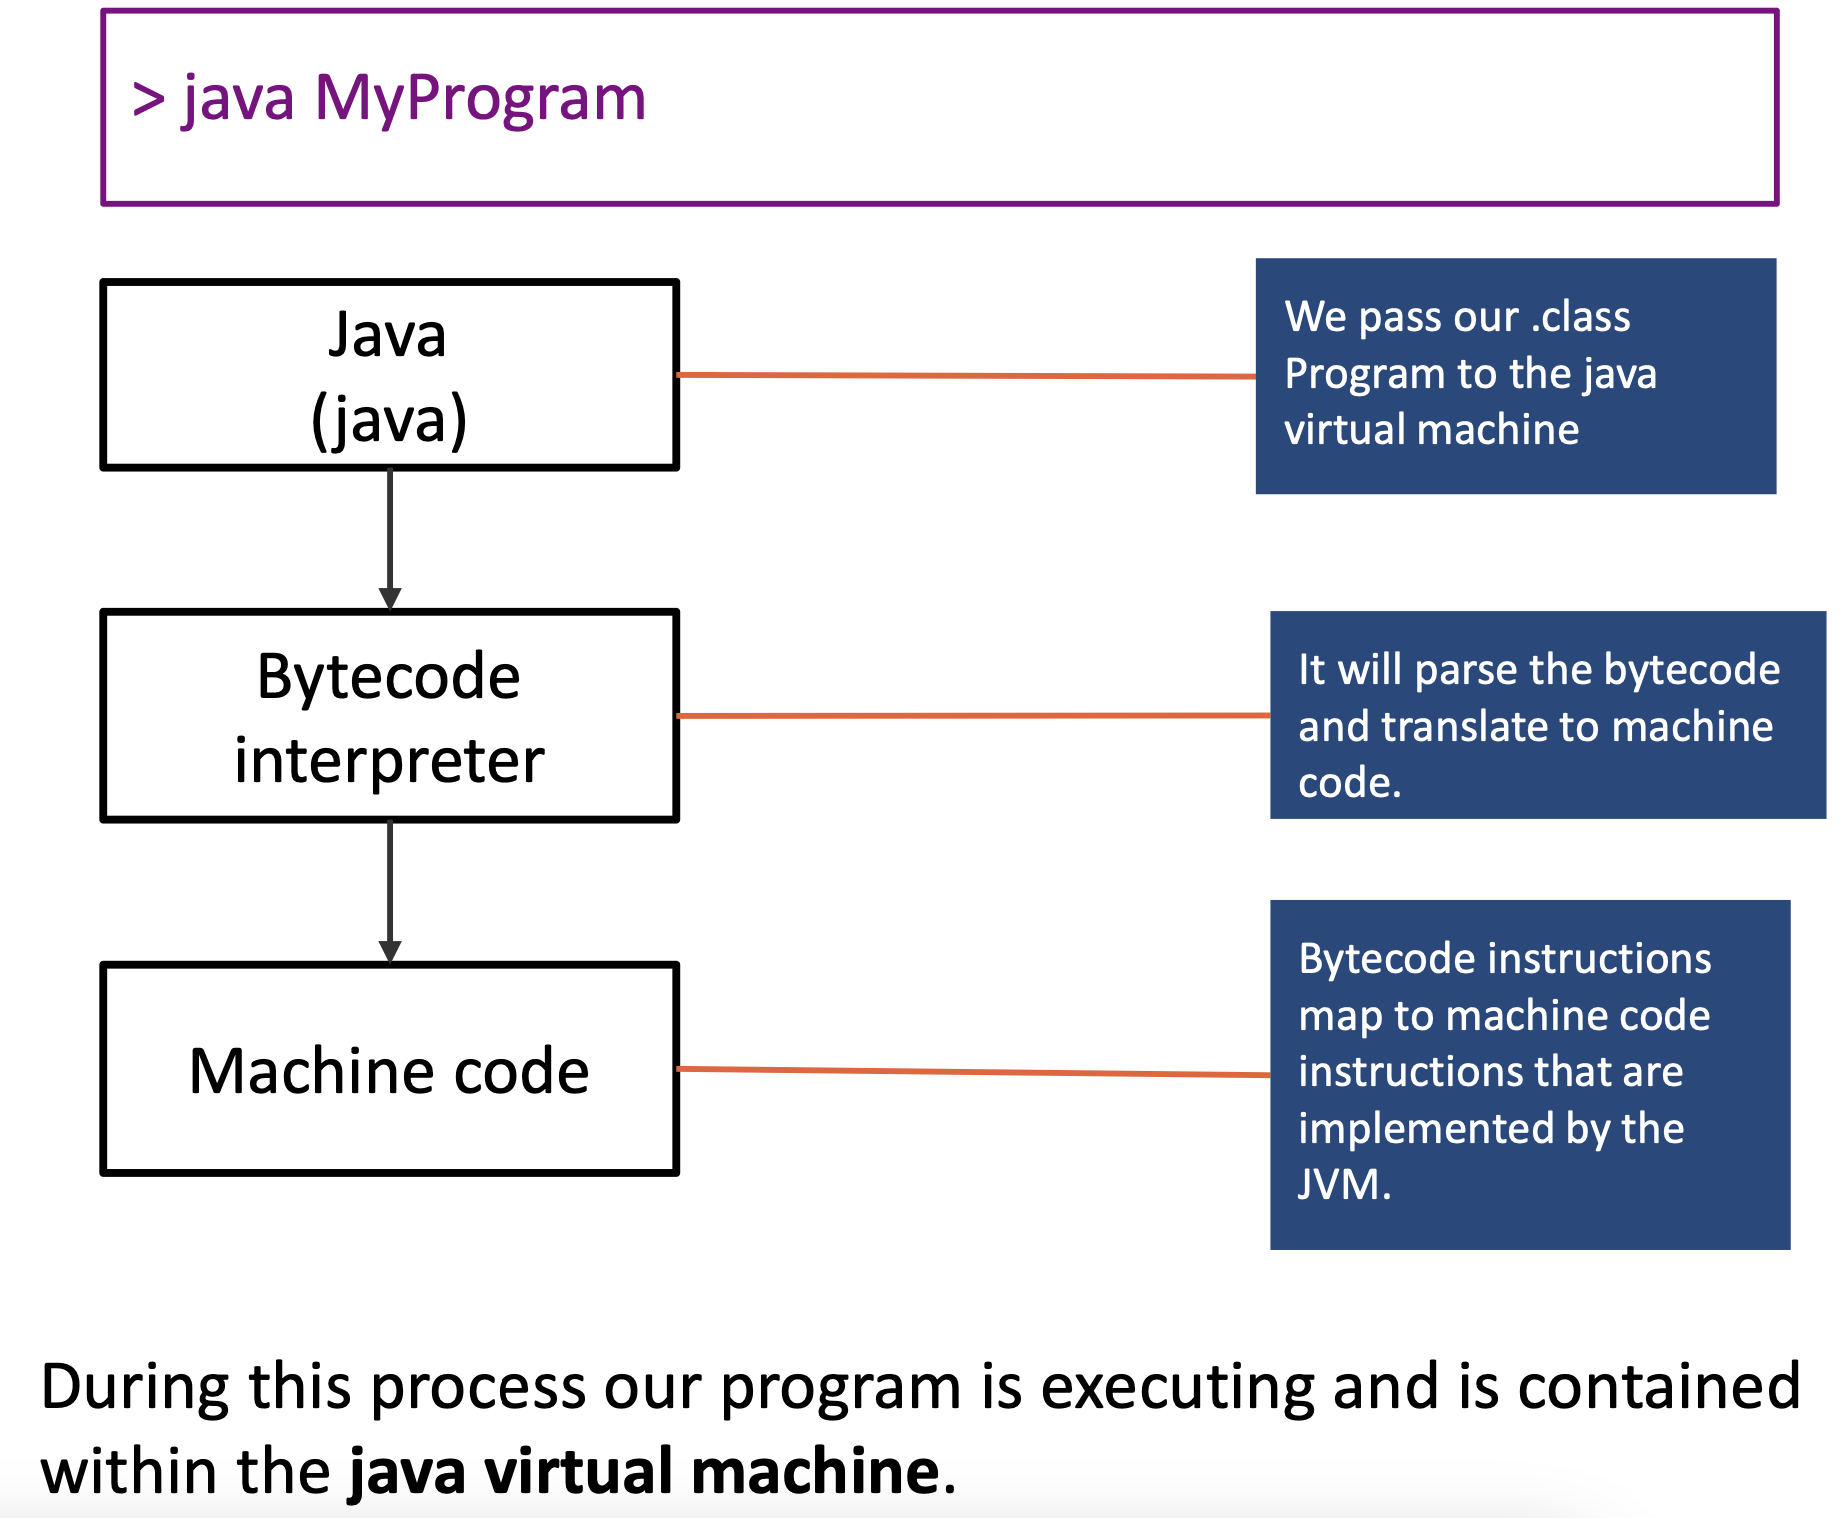 > java MyProgram
Java
(java)
We pass our .class
Program to the java
virtual machine
Bytecode
interpreter
It will parse the bytecode
and translate to machine
code.
Machine code
Bytecode instructions
map to machine code
instructions that are
implemented by the
JVM.
During this process our program is executing and is contained
within the java virtual machine.